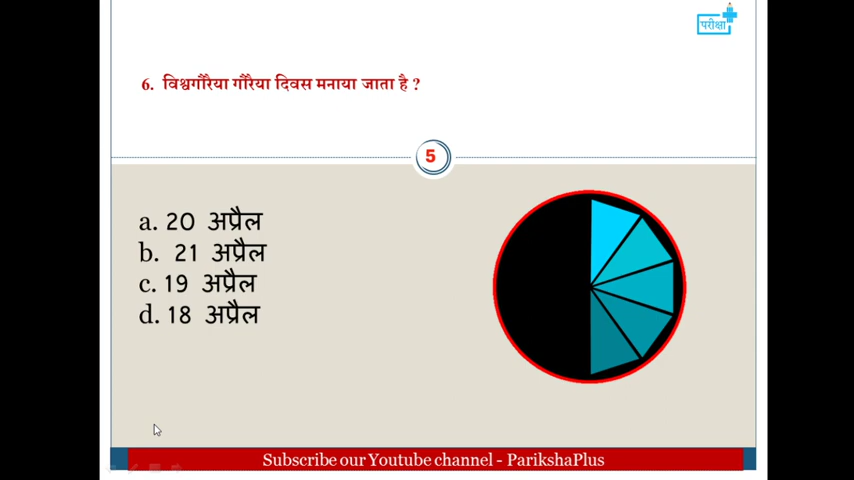 परीक्षा
6. विश्वगौरैया गौरैया दिवस मनाया जाता है ?
5
a. 20 अप्रैल
b. 21 अप्रैल
c. 19 अप्रैल
d. 18 अप्रैल
Subscribe our Youtube channel - ParikshaPlus